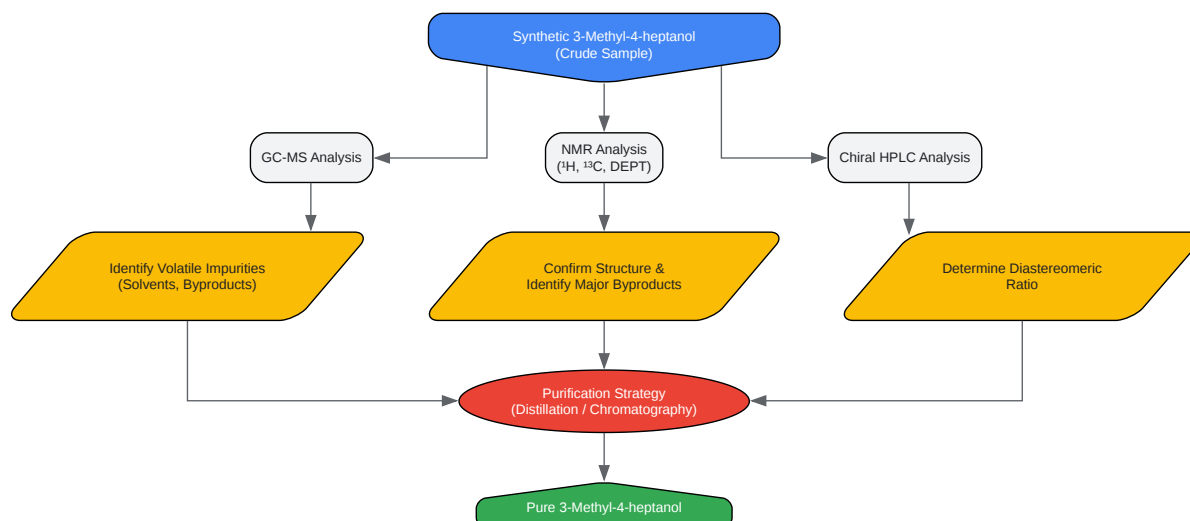 Synthetic 3-Methyl-4-heptanol
(Crude Sample)
GC-MS Analysis
NMR Analysis
(¹H, ¹³C, DEPT)
Chiral HPLC Analysis
Identify Volatile Impurities
(Solvents, Byproducts)
Confirm Structure &
Identify Major Byproducts
Determine Diastereomeric
Ratio
Purification Strategy
(Distillation / Chromatography)
Pure 3-Methyl-4-heptanol